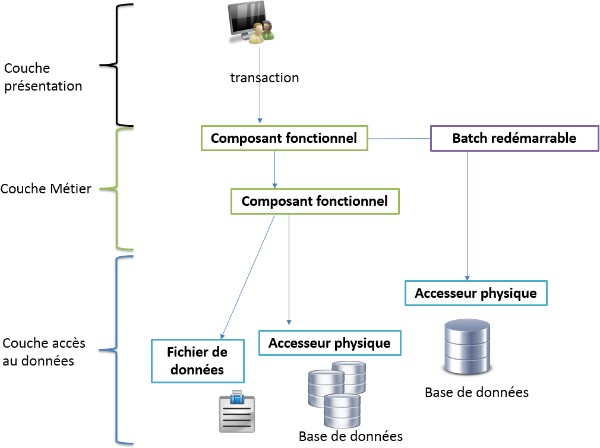 Couche
présentation
transaction
Composant fonctionnel
Batch redémarrable
Couche Métier
Composant fonctionnel
Accesseur physique
Couche accès
au données
Fichier de
données
Accesseur physique
Base de données
Base de données